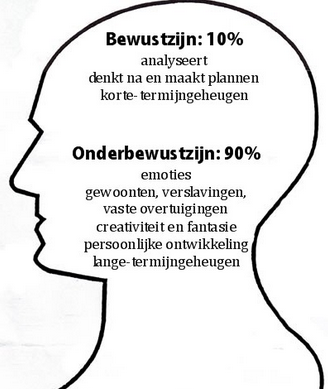 Bewustzijn: 10%
analyseert
denkt na en maakt plannen
korte-termijngeheugen
Onderbewustzijn: 90%
emoties
gewoonten, verslavingen,
vaste overtuigingen
creativiteit en fantasie
persoonlijke ontwikkeling
lange-termijngeheugen